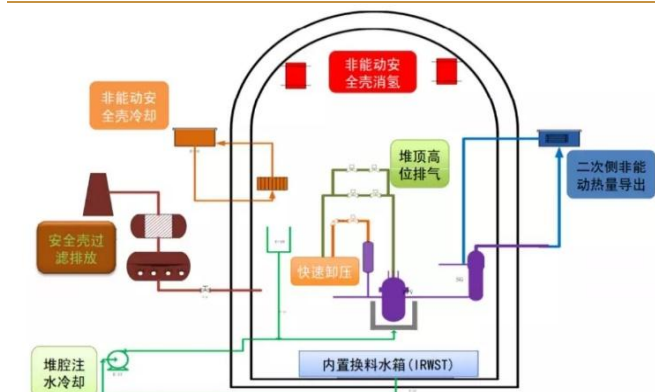 非能动安
全壳消氢
非能动安
全壳冷却
堆顶高
位排气
二次侧非能
动热量导出
安全壳过
滤排放
快速卸压
堆腔注
水冷却
内置换料水箱(IRWST)